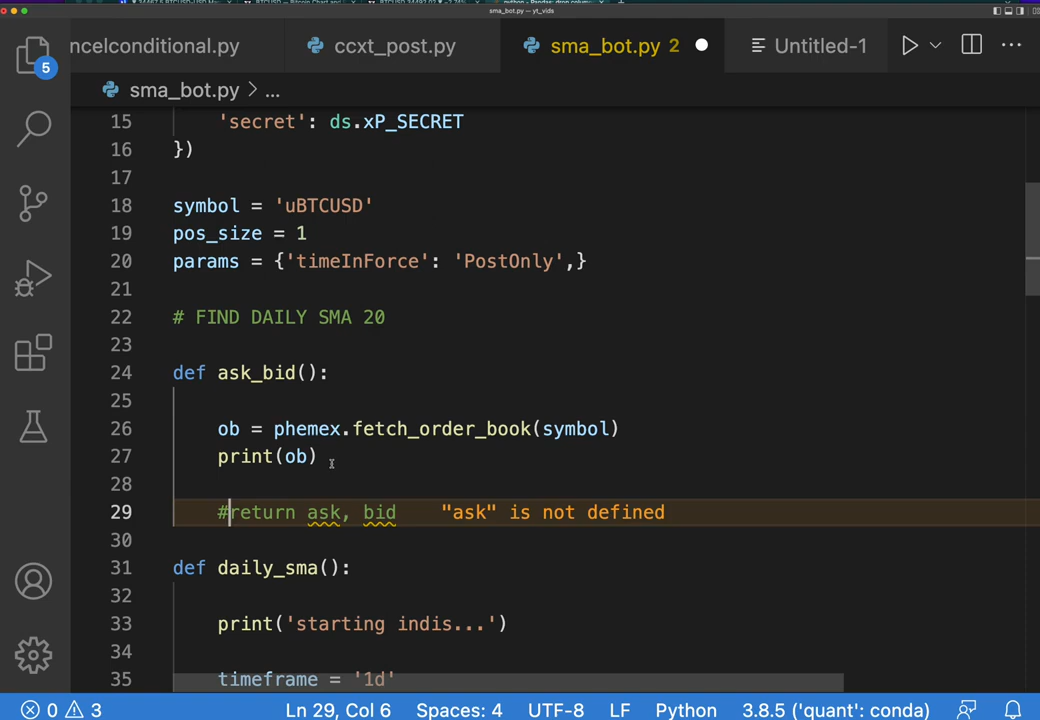 sma_bot.py — yt_vids
ncelconditional.py
ccxt_post.py
sma_bot.py 2
Untitled-1
5
sma_bot.py > ...
15 'secret': ds.xP_SECRET
16 })
17
18 symbol = 'uBTCUSD'
19 pos_size = 1
20 params = {'timeInForce': 'PostOnly',}
21
22 # FIND DAILY SMA 20
23
24 def ask_bid():
25
26 ob = phemex.fetch_order_book(symbol)
27 print(ob)
28
29 #return ask, bid "ask" is not defined
30
31 def daily_sma():
32
33 print('starting indis...')
34
35 timeframe = '1d'
0 3 Ln 29, Col 6 Spaces: 4 UTF-8 LF Python 3.8.5 ('quant': conda)